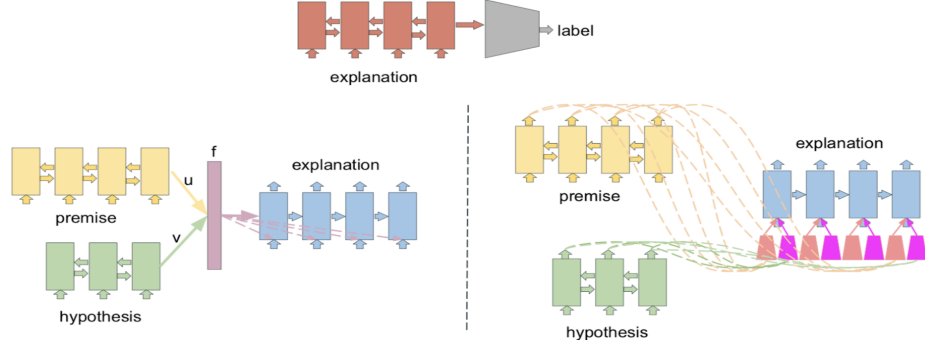 label
explanation
f
explanation
u
premise
v
hypothesis
explanation
premise
hypothesis